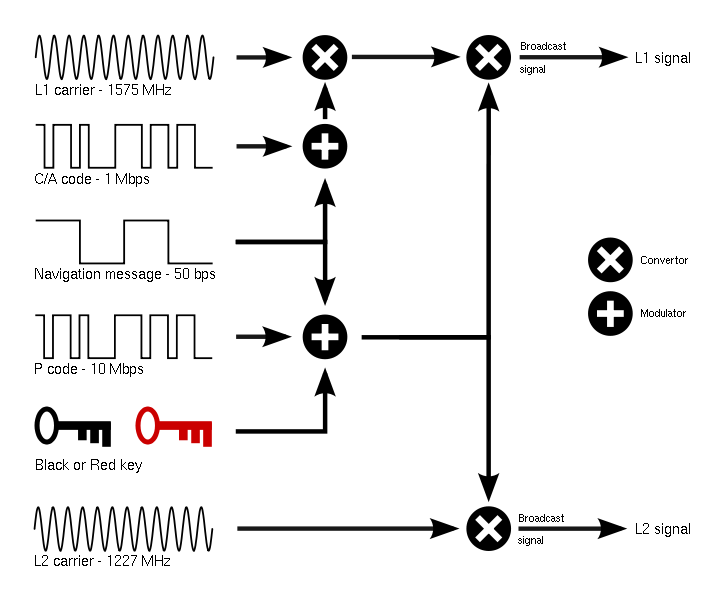 Broadcast
signal
L1 signal
L1 carrier - 1575 MHz
C/A code - 1 Mbps
Navigation message - 50 bps
Convertor
Modulator
P code - 10 Mbps
Black or Red key
Broadcast
signal
L2 signal
L2 carrier - 1227 MHz